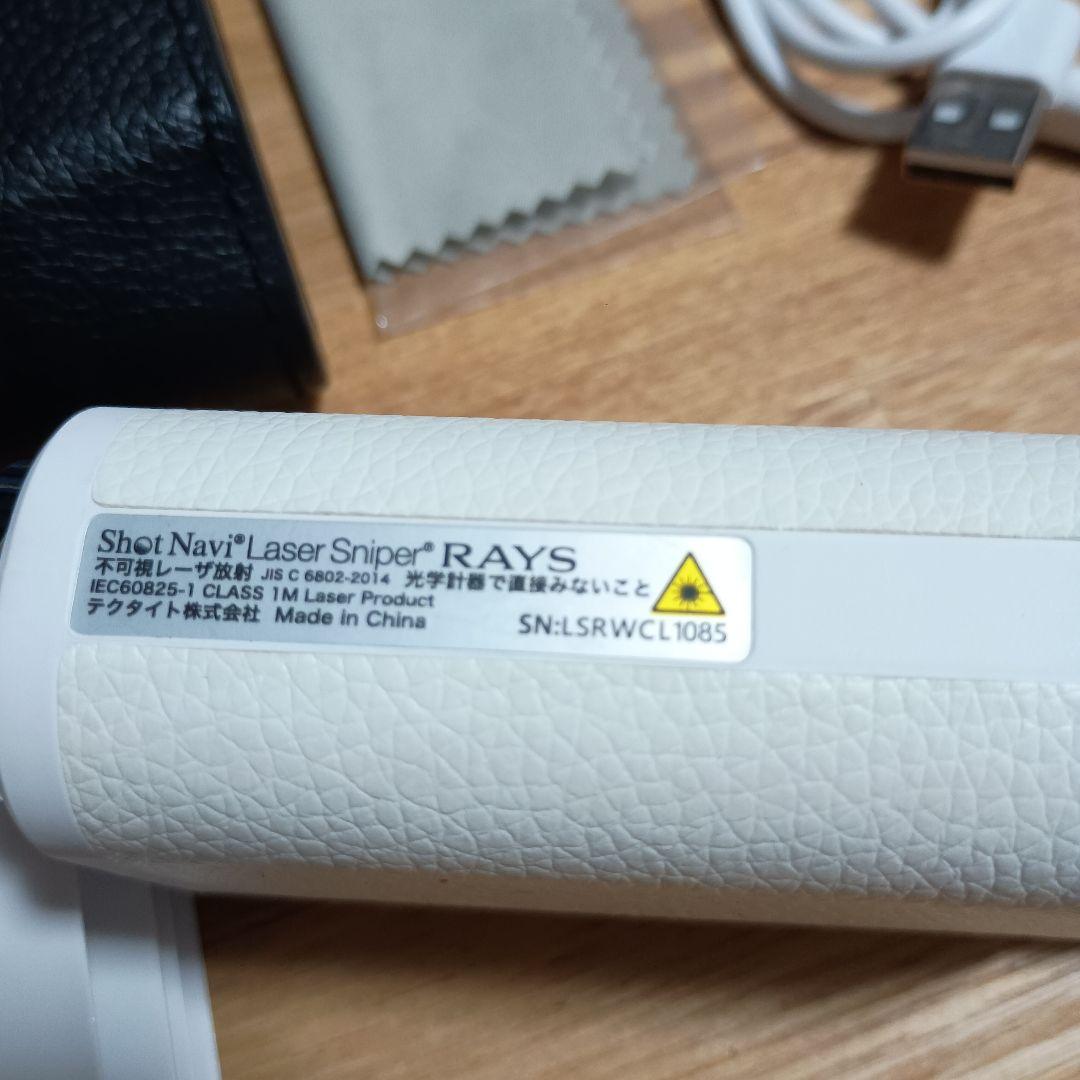 Shot Navi® Laser Sniper® RAYS
不可視レーザ放射 JIS C 6802-2014 光学計器で直接みないこと
IEC60825-1 CLASS 1M Laser Product
テクタイト株式会社 Made in China
SN:LSRWCL1085